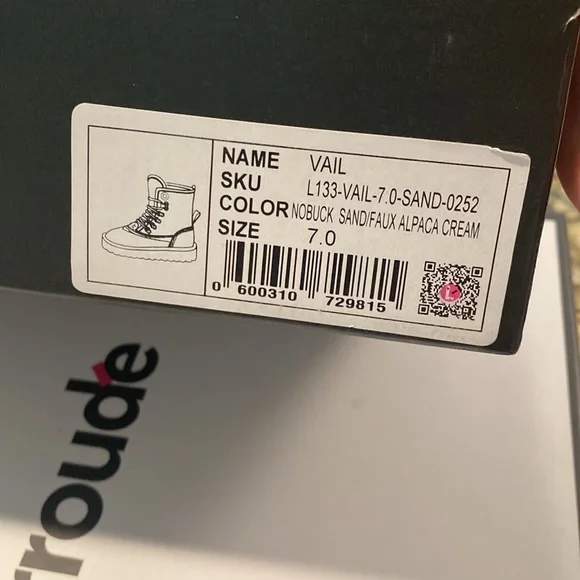 NAME VAIL
SKU L133-VAIL-7.0-SAND-0252
COLOR NOBUCK SAND/FAUX ALPACA CREAM
SIZE 7.0
0 600310 729815
L
rroudé